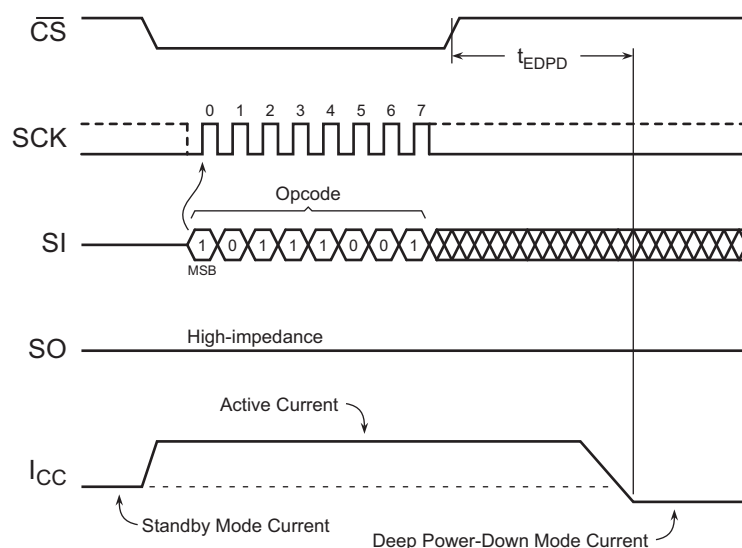 CS
tEDPD
0 1 2 3 4 5 6 7
SCK
Opcode
SI
1 0 1 1 1 0 0 1
MSB
High-impedance
SO
Active Current
ICC
Standby Mode Current
Deep Power-Down Mode Current